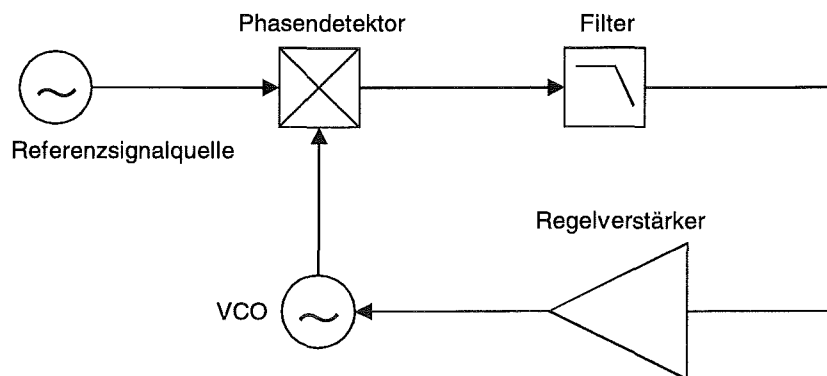 Phasendetektor
Filter
Referenzsignalquelle
Regelverstärker
VCO